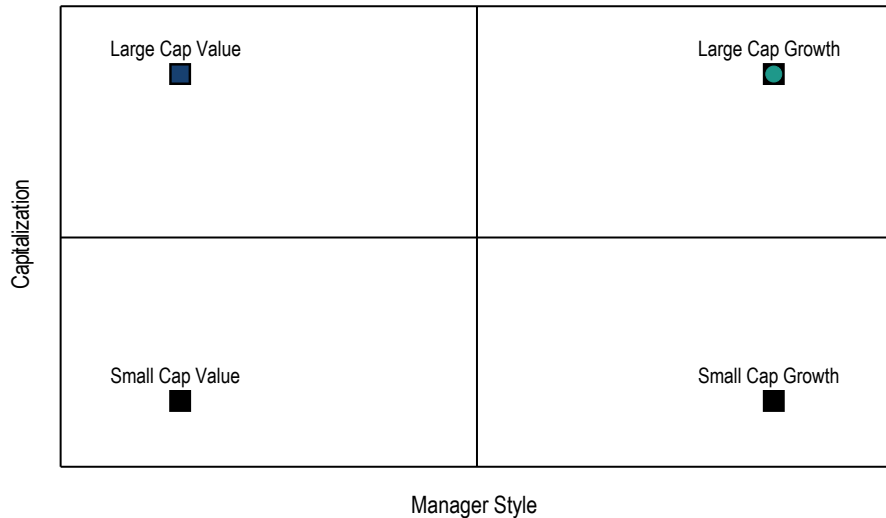 Large Cap Value
Large Cap Growth
Capitalization
Small Cap Value
Small Cap Growth
Manager Style